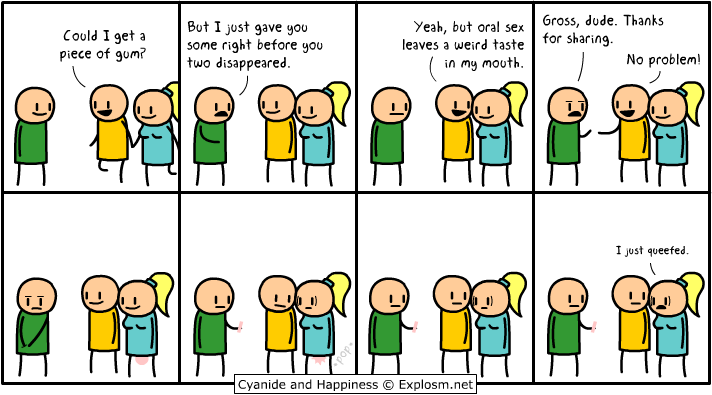 Could I get a
piece of gum?
But I just gave you
some right before you
two disappeared.
Yeah, but oral sex
leaves a weird taste
in my mouth.
Gross, dude. Thanks
for sharing.
No problem!
*pop*
I just queefed.
Cyanide and Happiness © Explosm.net